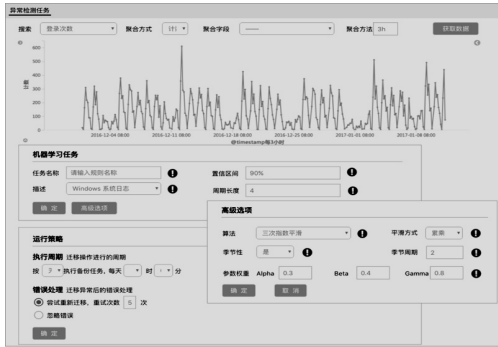 异常检测任务
搜索 登录次数 聚合方式 计数 聚合字段 ------ 聚合方法 3h 获取数据
600
500
400
300
200
100
0
计数
2016-12-04 08:00 2016-12-11 08:00 2016-12-18 08:00 2016-12-25 08:00 2017-01-01 08:00 2017-01-08 08:00
@timestamp每3小时
机器学习任务
任务名称 请输入规则名称 置信区间 90%
描述 Windows 系统日志 周期长度 4
确 定 高级选项
高级选项
算法 三次指数平滑 平滑方式 累乘
季节性 是 季节周期 2
参数权重 Alpha 0.3 Beta 0.4 Gamma 0.8
确 定 取 消
运行策略
执行周期 迁移操作进行的周期
按 执行备份任务, 每天 时 分
错误处理 迁移异常后的错误处理
尝试重新迁移, 重试次数 5 次
忽略错误
确 定